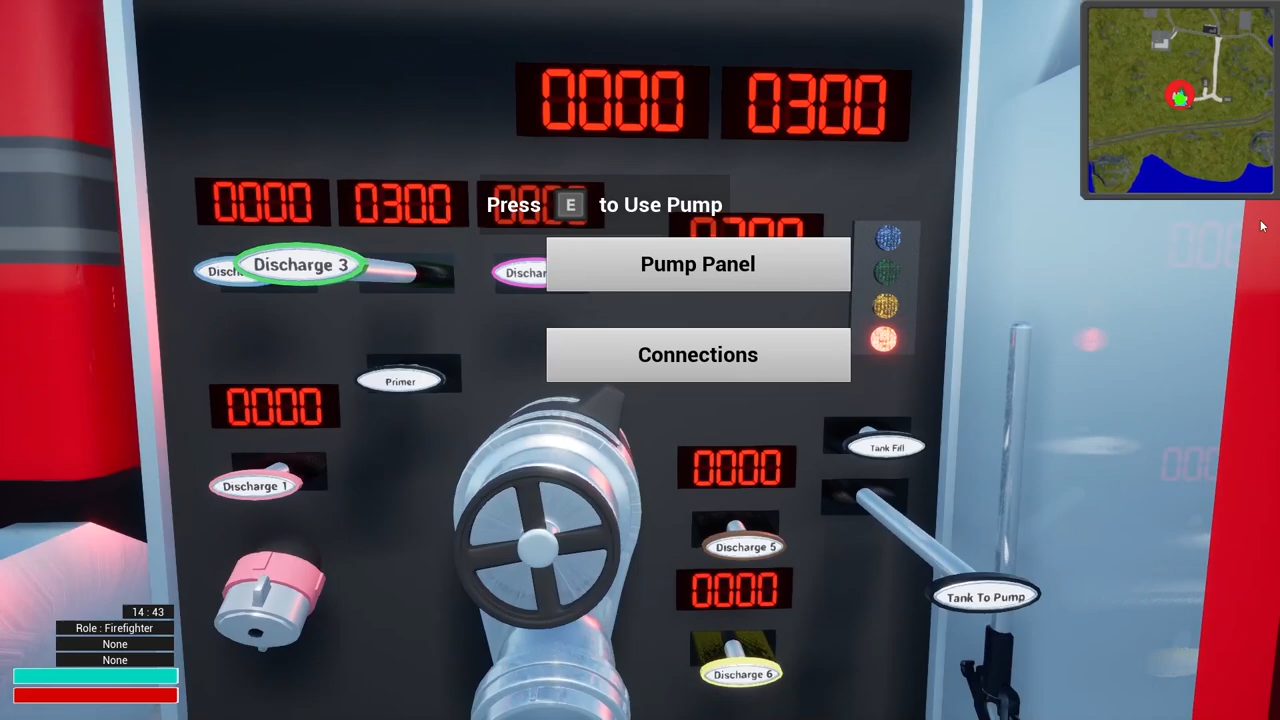 0000 0300
0000 0300
Press E to Use Pump
Discharge 3
Pump Panel
Connections
Primer
0000
Discharge 1
Tank Fill
0000
Discharge 5
0000
Discharge 6
Tank To Pump
14 : 43
Role : Firefighter
None
None